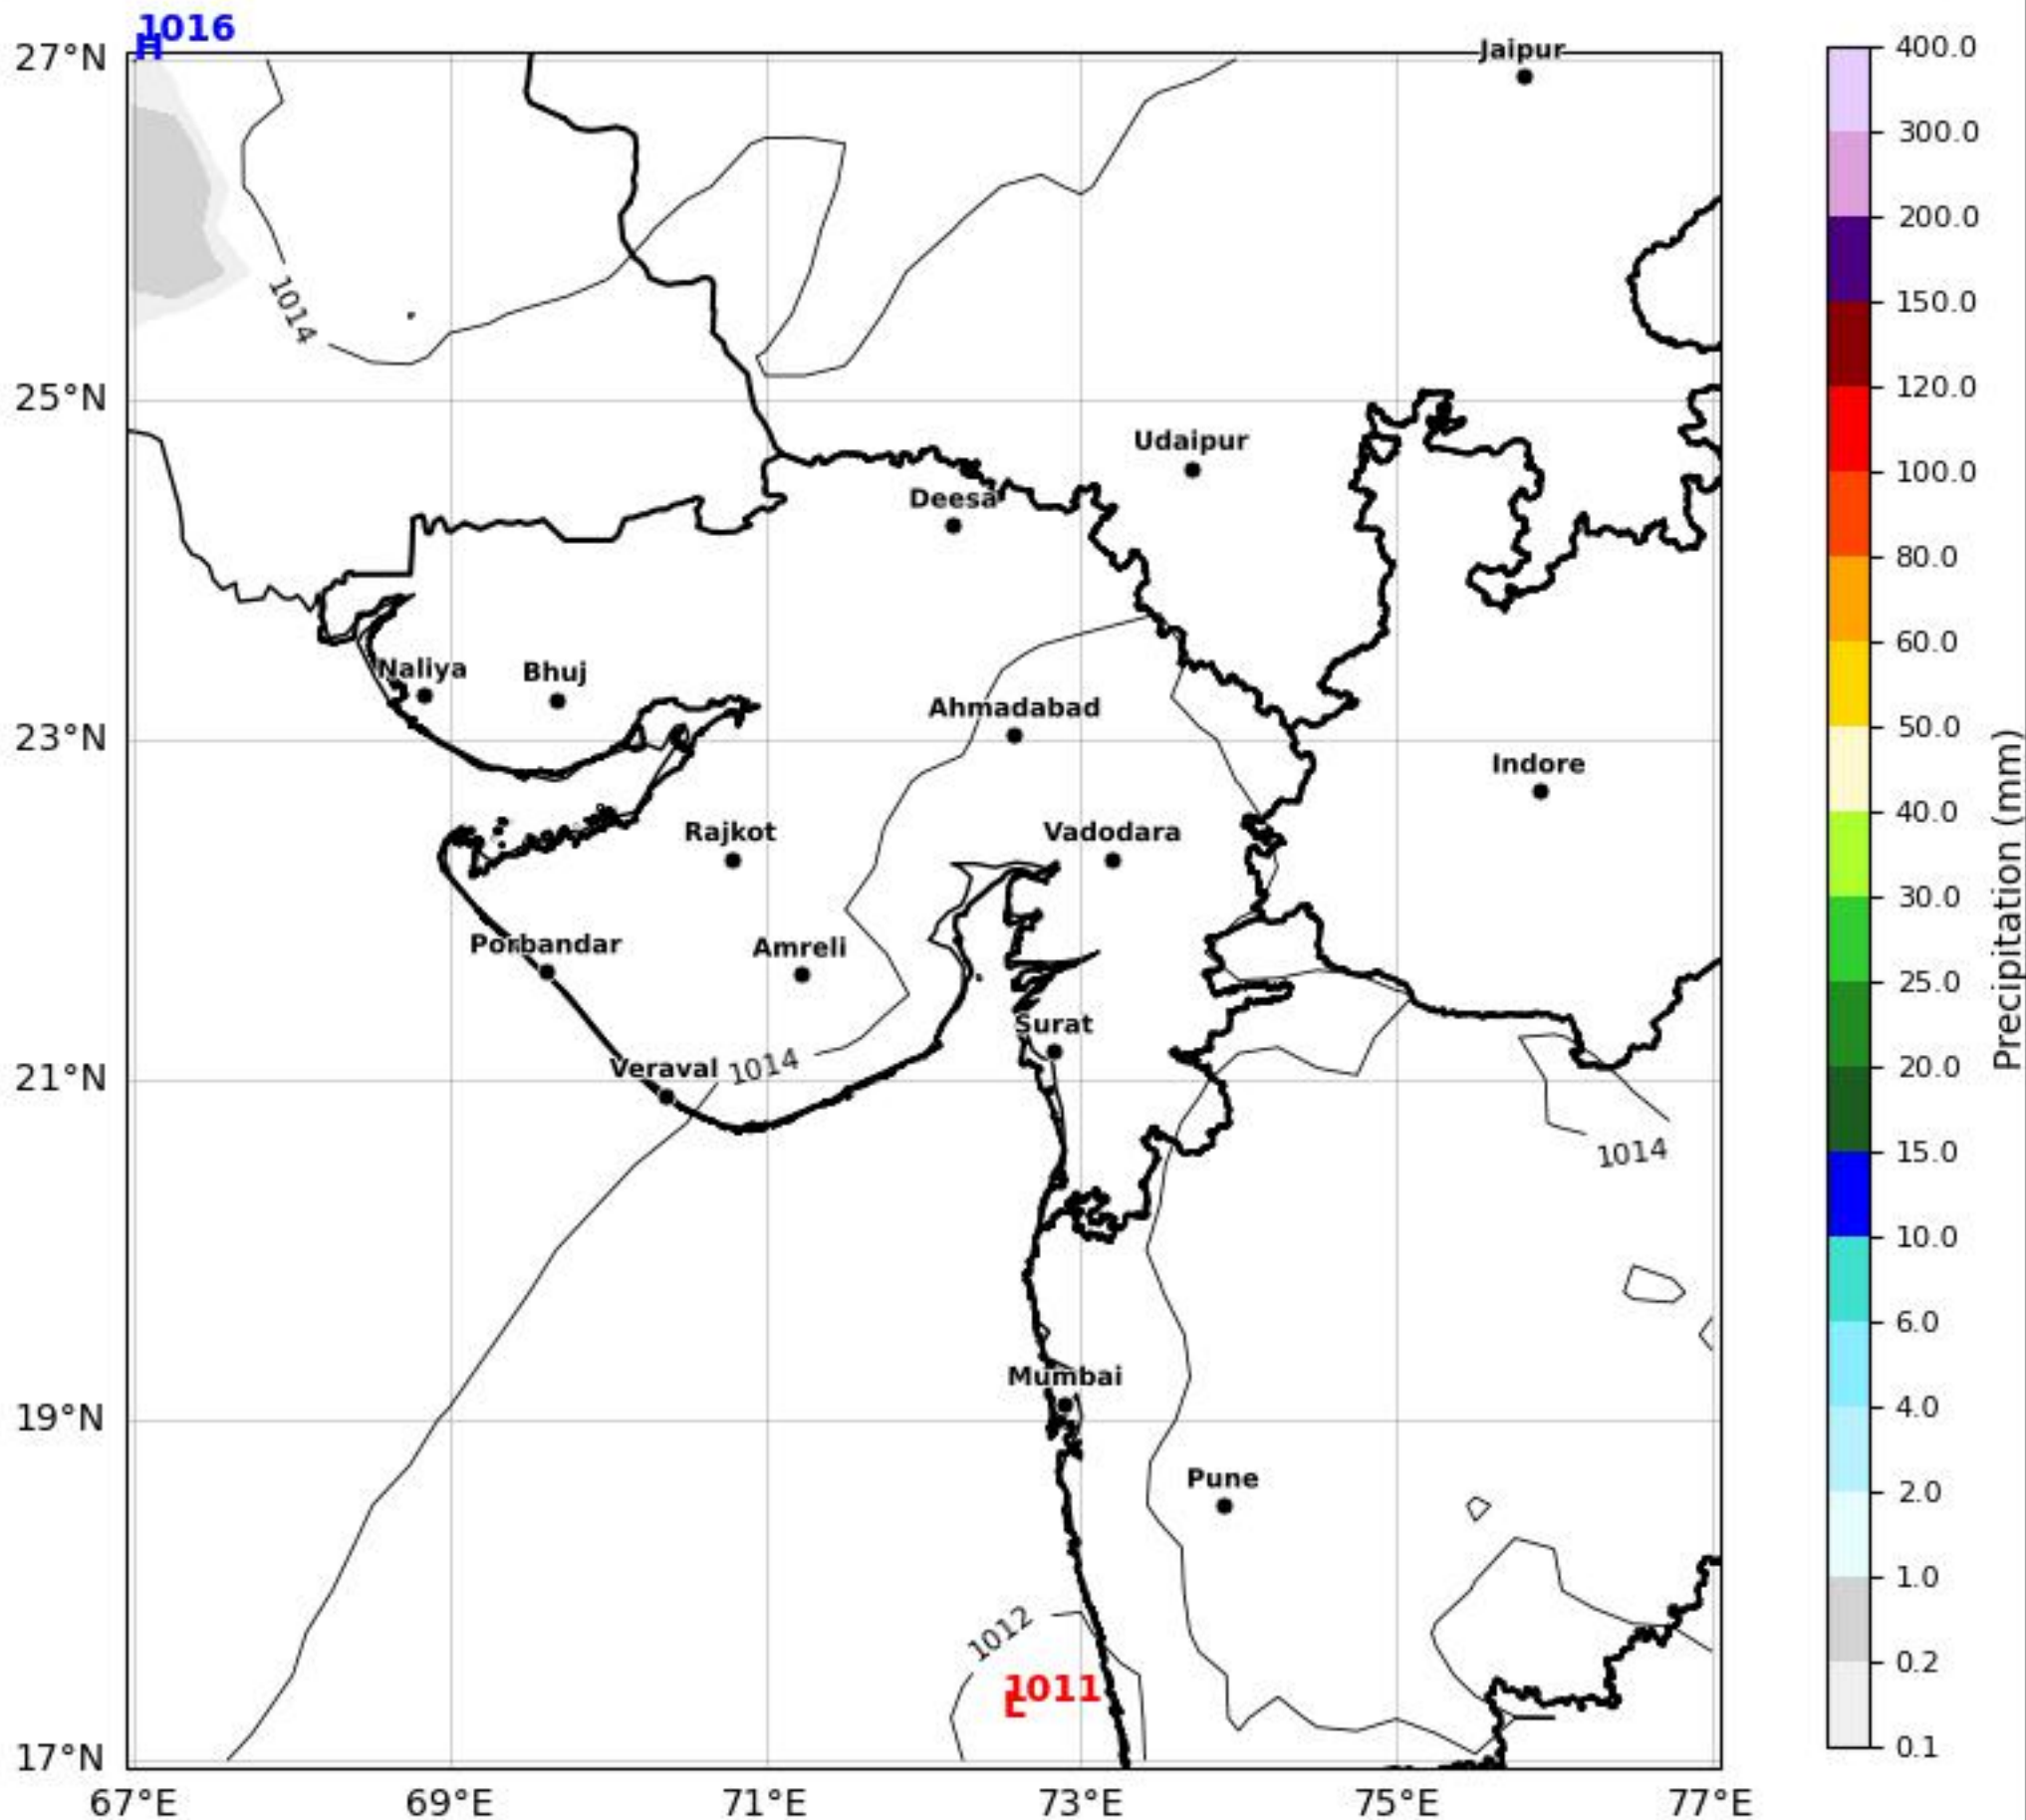 1016
H
27°N
25°N
23°N
21°N
19°N
17°N
67°E
69°E
71°E
73°E
75°E
77°E
Jaipur
1014
Udaipur
Deesa
Naliya
Bhuj
Ahmadabad
Indore
Rajkot
Vadodara
Porbandar
Amreli
Surat
Veraval
1014
1014
Mumbai
Pune
1012
1011
L
400.0
300.0
200.0
150.0
120.0
100.0
80.0
60.0
50.0
40.0
30.0
25.0
20.0
15.0
10.0
6.0
4.0
2.0
1.0
0.2
0.1
Precipitation (mm)